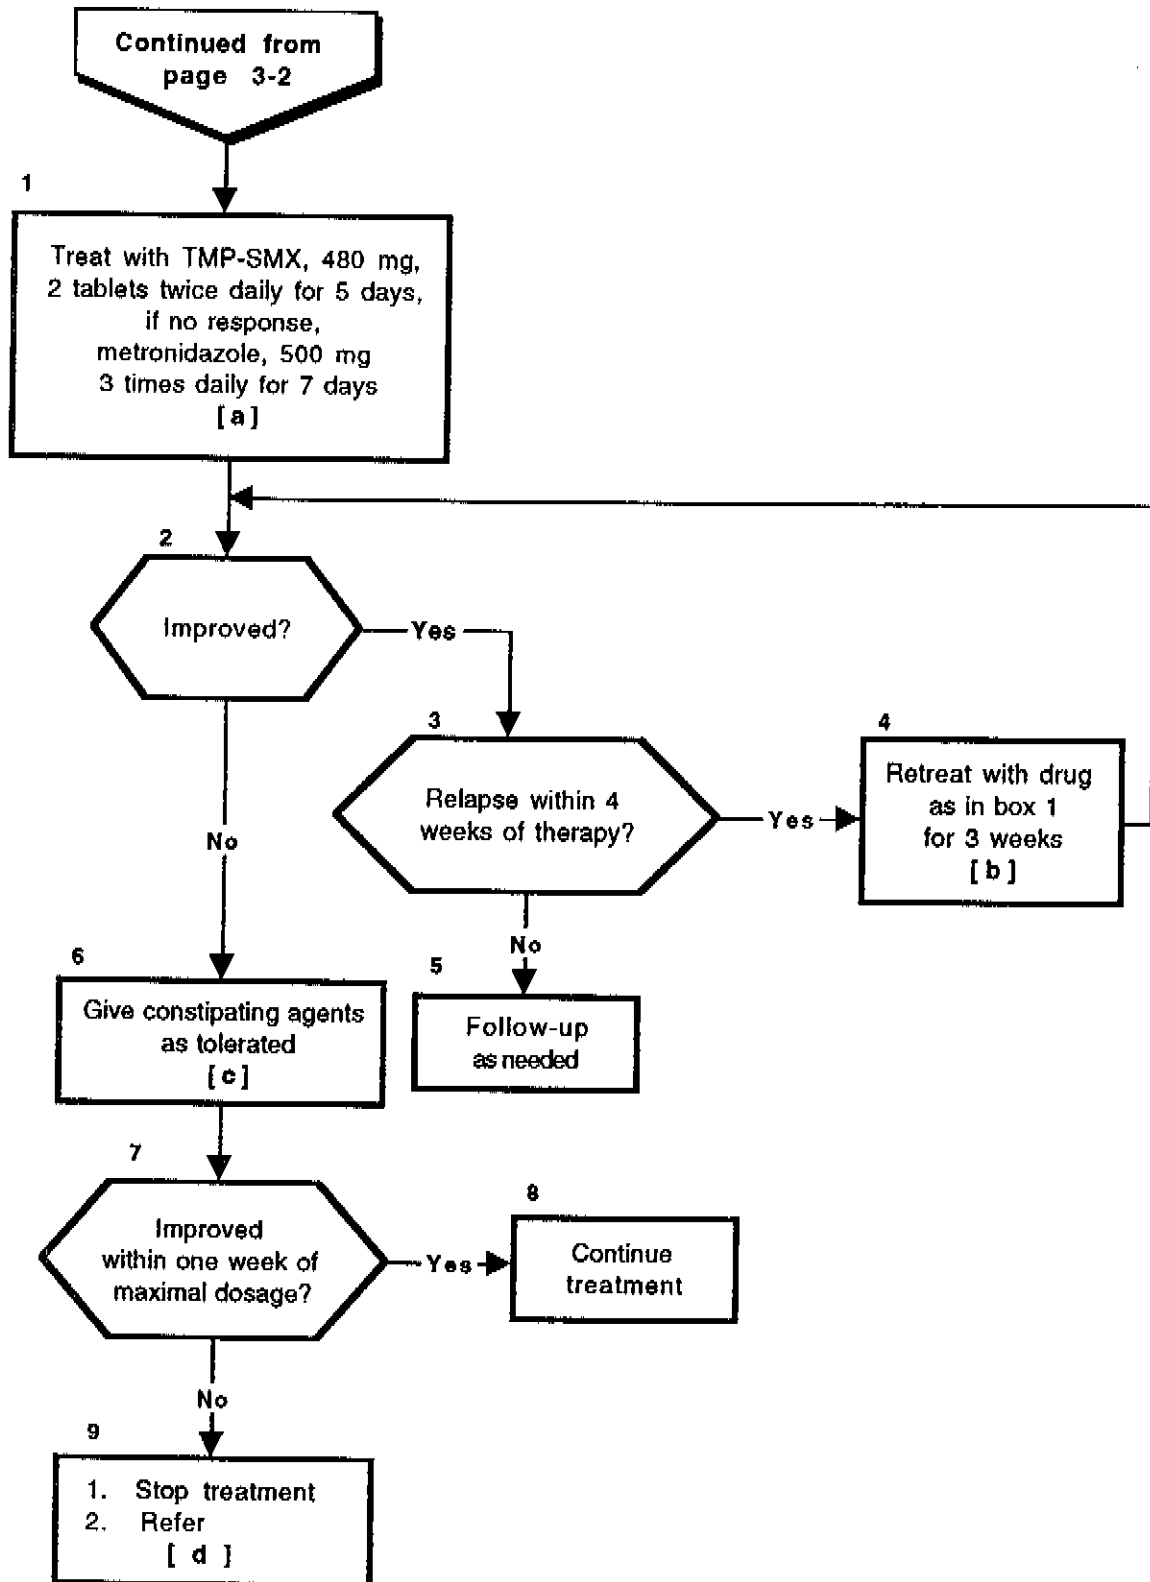 Continued from
page 3-2
1
Treat with TMP-SMX, 480 mg,
2 tablets twice daily for 5 days,
if no response,
metronidazole, 500 mg
3 times daily for 7 days
[a]
2
Improved?
Yes
3
Relapse within 4
weeks of therapy?
Yes
4
Retreat with drug
as in box 1
for 3 weeks
[b]
No
No
5
Follow-up
as needed
6
Give constipating agents
as tolerated
[c]
7
Improved
within one week of
maximal dosage?
Yes
8
Continue
treatment
No
9
1. Stop treatment
2. Refer
[ d ]